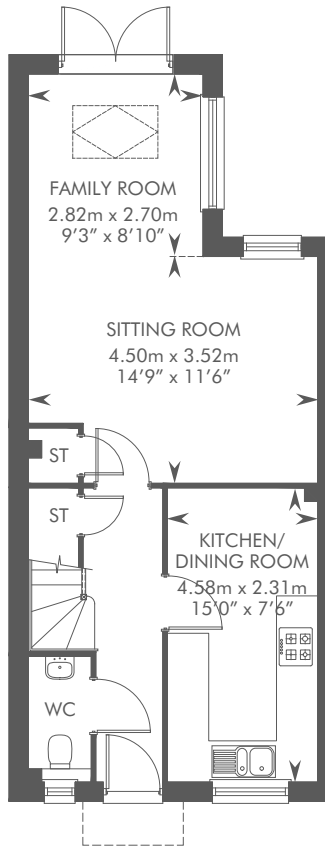 FAMILY ROOM
2.82m x 2.70m
9’3” x 8’10”
SITTING ROOM
4.50m x 3.52m
14’9” x 11’6”
ST
ST
KITCHEN/
DINING ROOM
4.58m x 2.31m
15’0” x 7’6”
WC